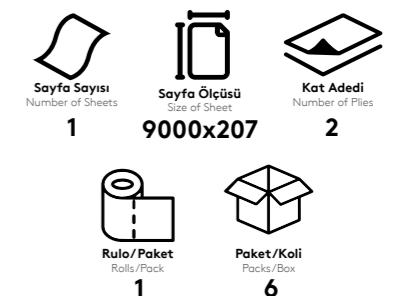 Sayfa Sayısı
Number of Sheets
1
Sayfa Ölçüsü
Size of Sheet
9000x207
Kat Adedi
Number of Plies
2
Rulo/Paket
Rolls/Pack
1
Paket/Koli
Packs/Box
6